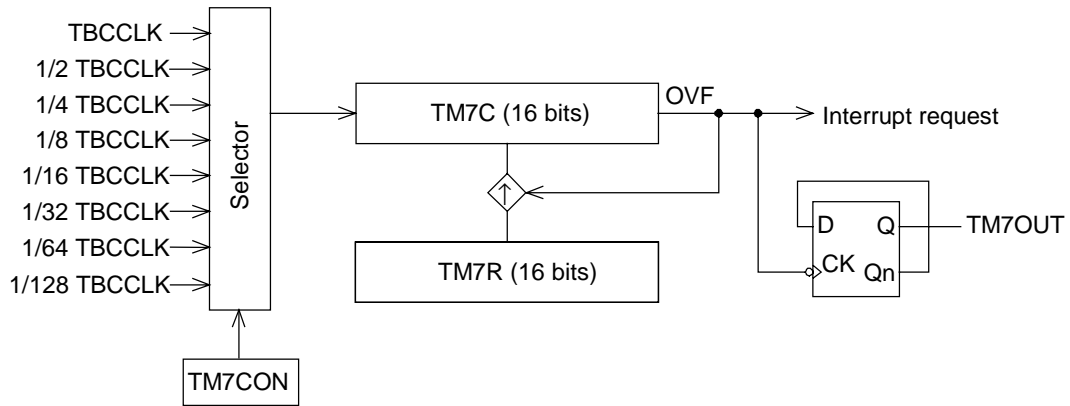 TBCCLK
1/2 TBCCLK
1/4 TBCCLK
1/8 TBCCLK
1/16 TBCCLK
1/32 TBCCLK
1/64 TBCCLK
1/128 TBCCLK
Selector
TM7CON
TM7C (16 bits)
OVF
Interrupt request
TM7R (16 bits)
D
Q
CK
Qn
TM7OUT